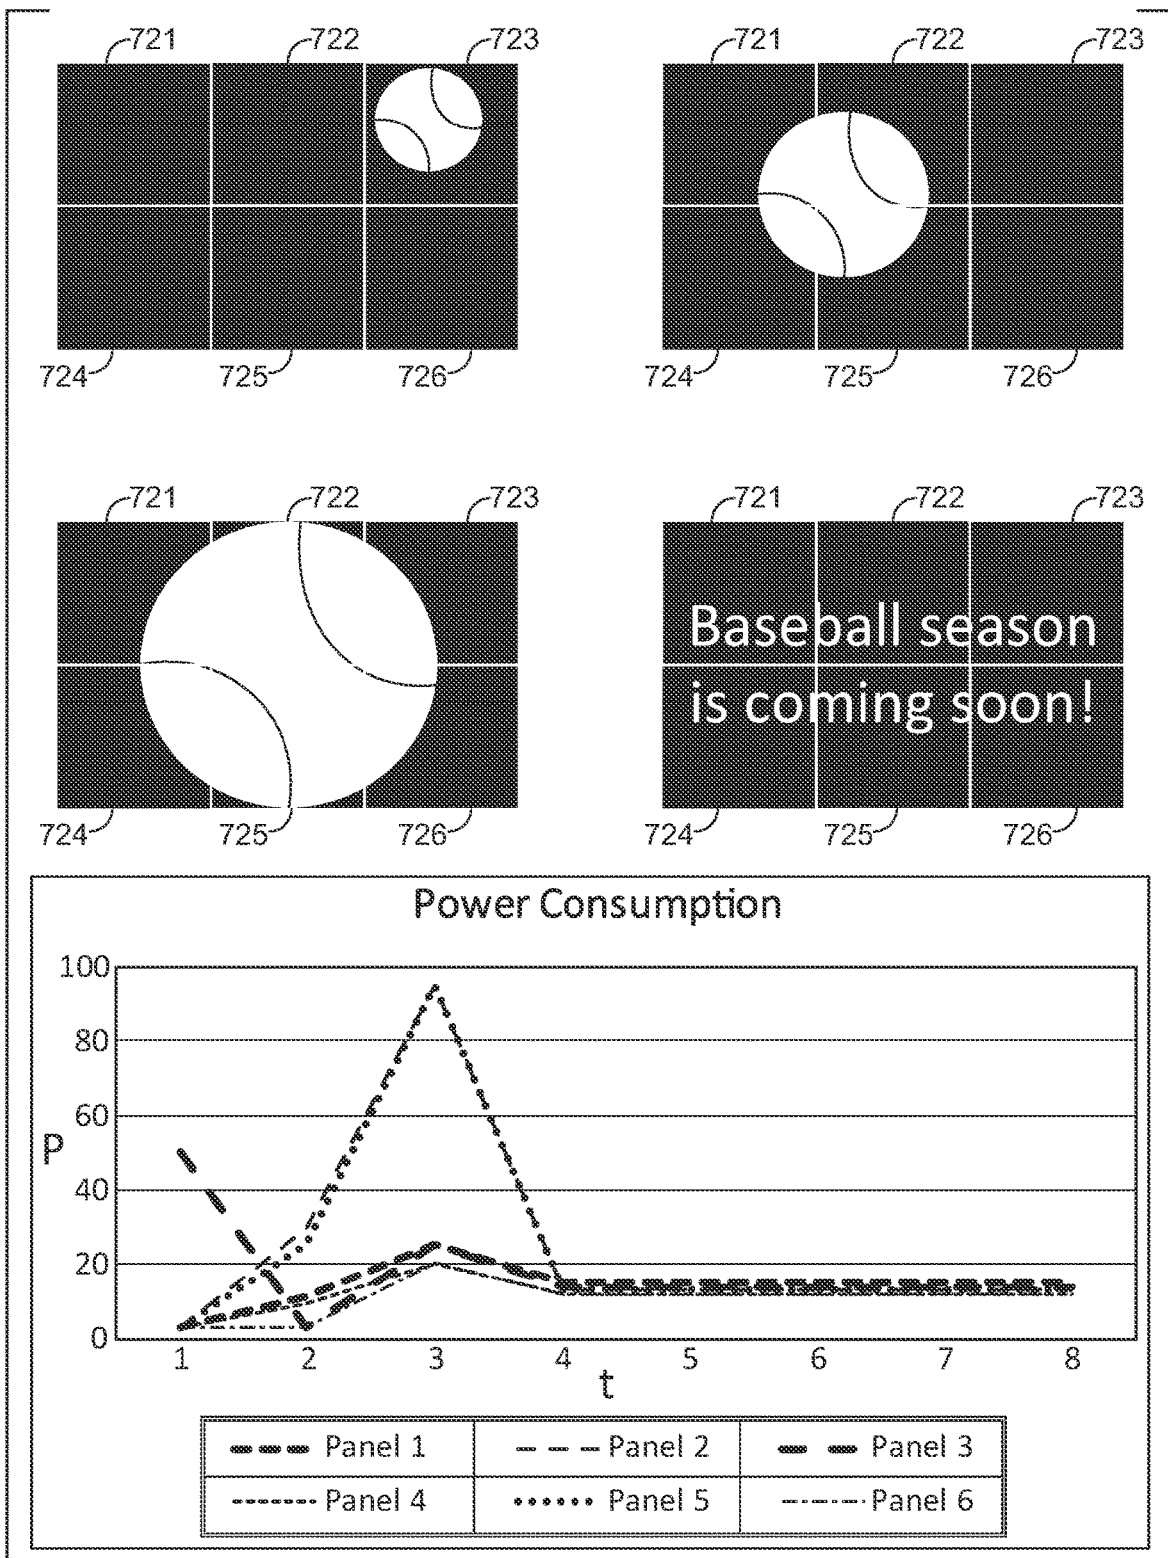 721 722 723 721 722 723
724 725 726 724 725 726
721 722 723 721 722 723
Baseball season
is coming soon!
724 725 726 724 725 726
Power Consumption
100
80
60
P
40
20
0
1 2 3 4 5 6 7 8
t
Panel 1 Panel 2 Panel 3
Panel 4 Panel 5 Panel 6